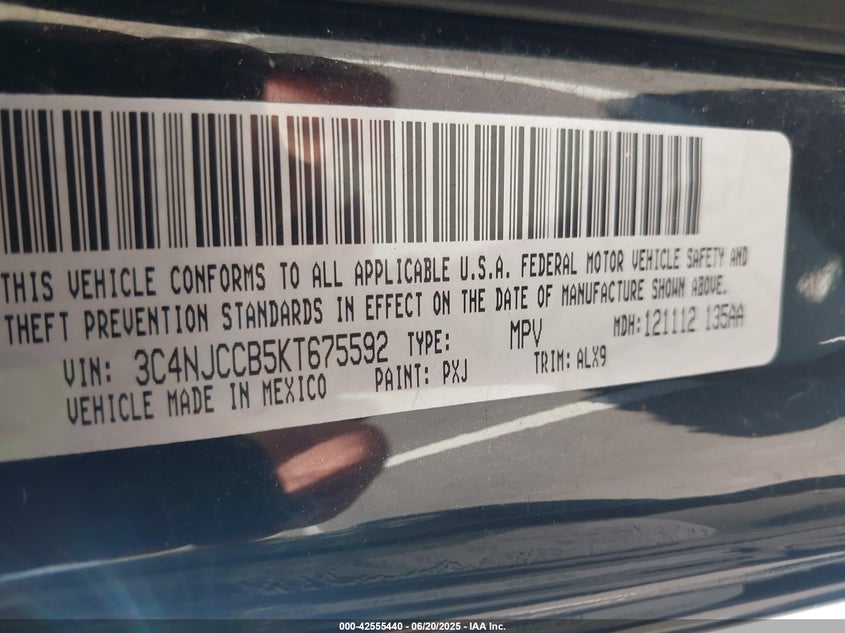 THIS VEHICLE CONFORMS TO ALL APPLICABLE U.S.A. FEDERAL MOTOR VEHICLE SAFETY AND
THEFT PREVENTION STANDARDS IN EFFECT ON THE DATE OF MANUFACTURE SHOWN ABOVE.
VIN: 3C4NJCCB5KT675592 TYPE: MPV MDH:121112 135AA
VEHICLE MADE IN MEXICO PAINT: PXJ TRIM: ALX9
000-42555440 - 06/20/2025 - IAA Inc.